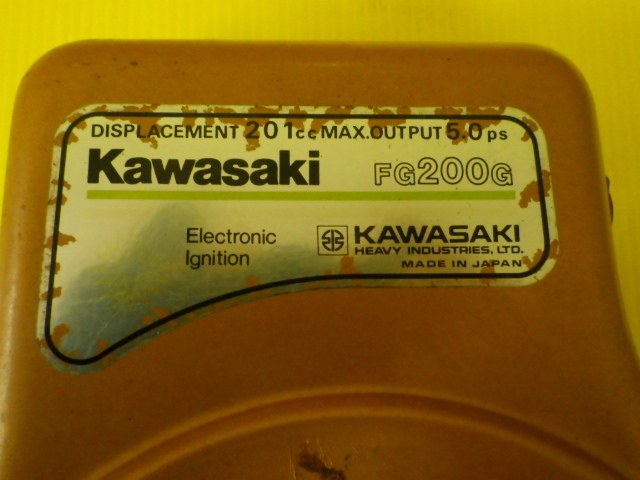 DISPLACEMENT 201cc MAX.OUTPUT 5.0ps
Kawasaki FG200G
Electronic
Ignition
KAWASAKI
HEAVY INDUSTRIES, LTD.
MADE IN JAPAN